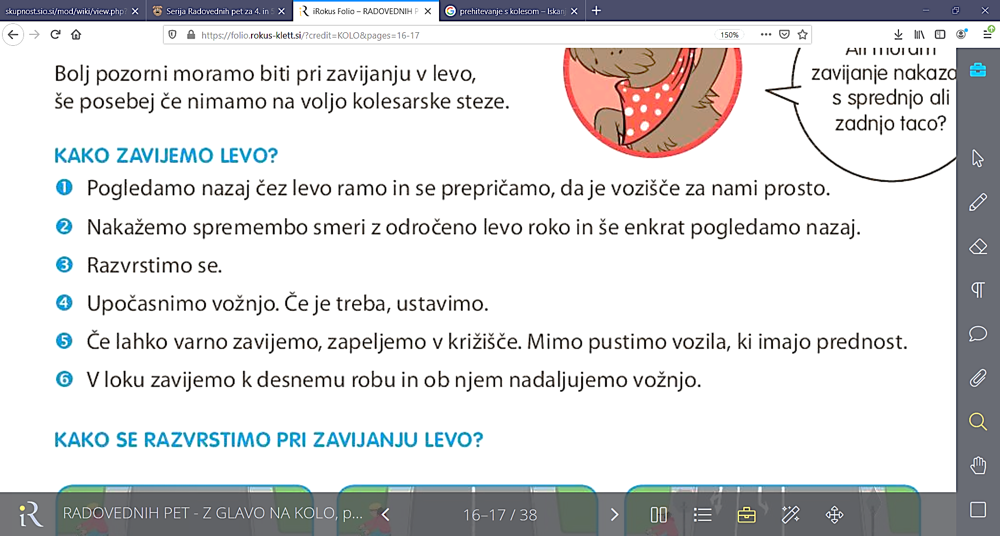 skupnost.sio.si/mod/wiki/view.php?
Serija Radovednih pet za 4. in 5
iRokus Folio – RADOVEDNIH P
prehitevanje s kolesom – Iskanj
https://folio.rokus-klett.si/?credit=KOLO&pages=16-17
150%
Bolj pozorni moramo biti pri zavijanju v levo,
še posebej če nimamo na voljo kolesarske steze.
Ali moram
zavijanje nakaza
s sprednjo ali
zadnjo taco?
KAKO ZAVIJEMO LEVO?
1 Pogledamo nazaj čez levo ramo in se prepričamo, da je vozišče za nami prosto.
2 Nakažemo spremembo smeri z odročeno levo roko in še enkrat pogledamo nazaj.
3 Razvrstimo se.
4 Upočasnimo vožnjo. Če je treba, ustavimo.
5 Če lahko varno zavijemo, zapeljemo v križišče. Mimo pustimo vozila, ki imajo prednost.
6 V loku zavijemo k desnemu robu in ob njem nadaljujemo vožnjo.
KAKO SE RAZVRSTIMO PRI ZAVIJANJU LEVO?
iR
RADOVEDNIH PET - Z GLAVO NA KOLO, p...
16–17 / 38